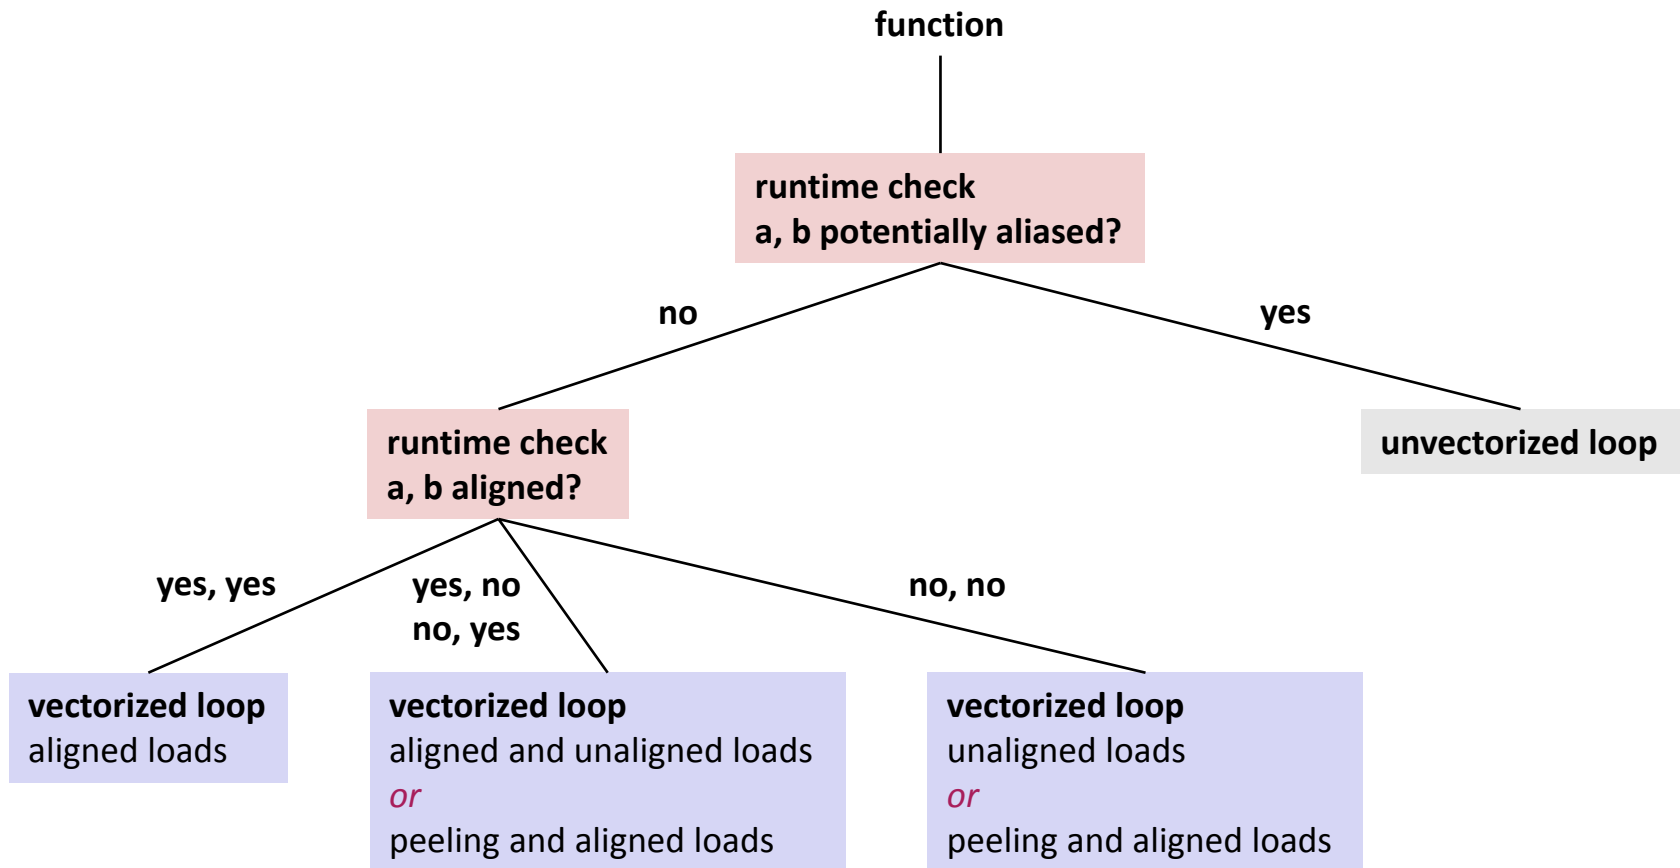 function
runtime check
a, b potentially aliased?
no
yes
runtime check
a, b aligned?
unvectorized loop
yes, yes
yes, no
no, yes
no, no
vectorized loop
aligned loads
vectorized loop
aligned and unaligned loads
or
peeling and aligned loads
vectorized loop
unaligned loads
or
peeling and aligned loads